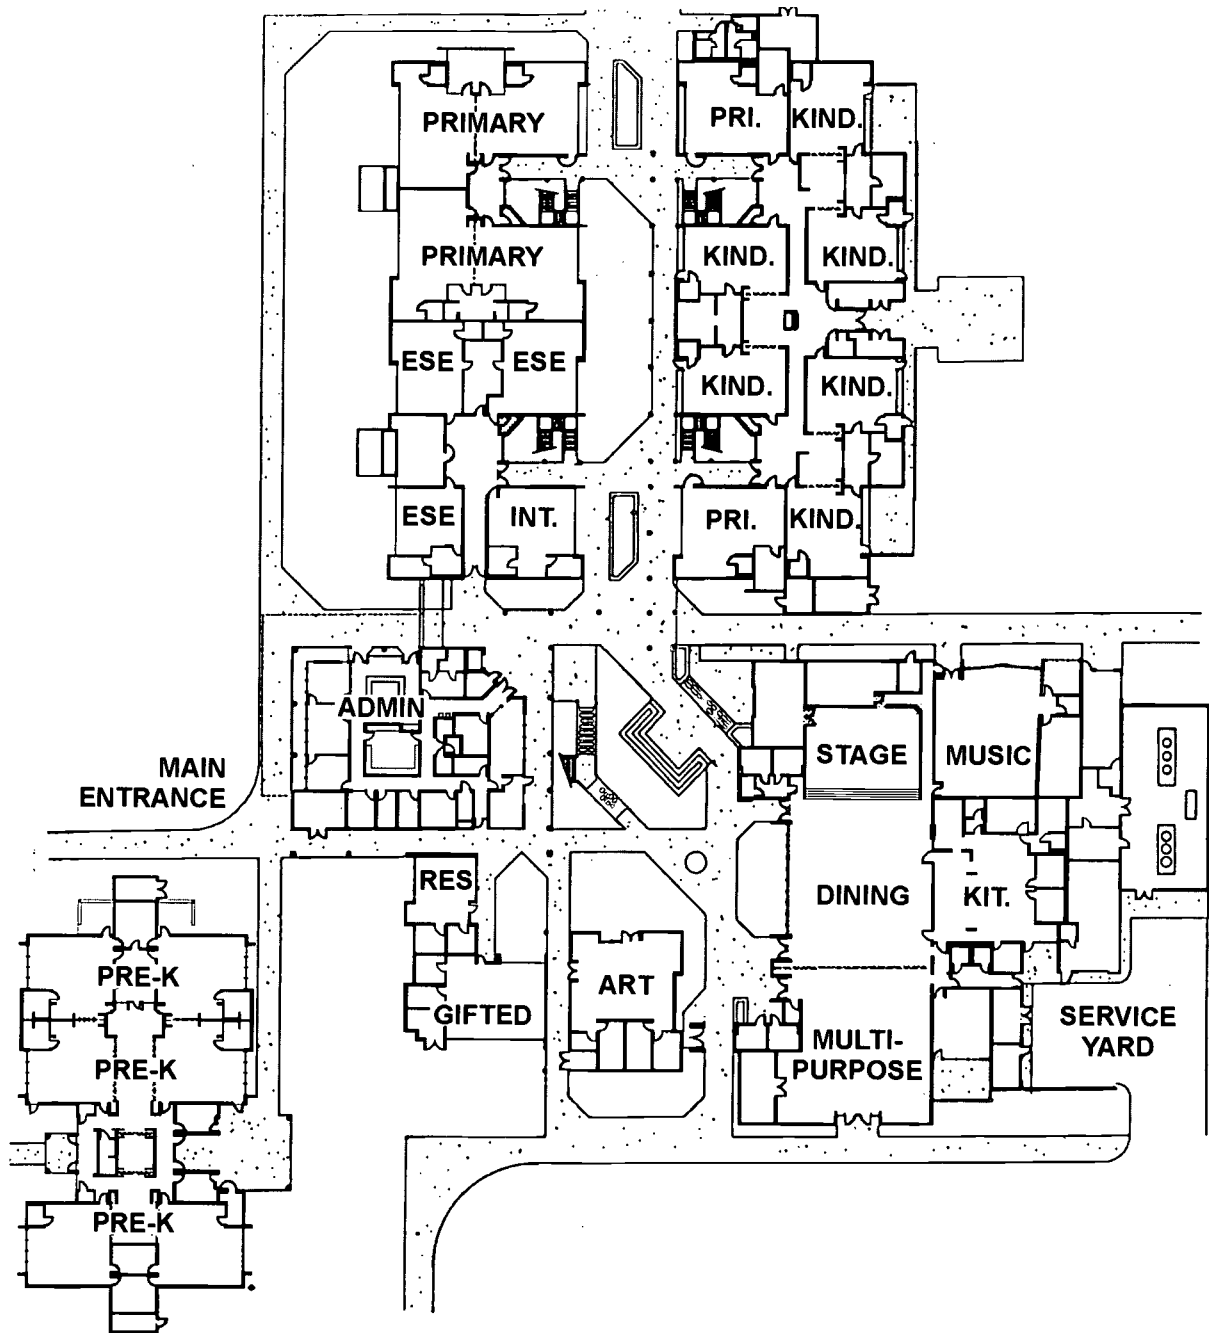 PRIMARY
PRI.
KIND.
PRIMARY
KIND.
KIND.
ESE
ESE
KIND.
KIND.
ESE
INT.
PRI.
KIND.
ADMIN
STAGE
MUSIC
MAIN
ENTRANCE
RES
DINING
KIT.
PRE-K
ART
GIFTED
SERVICE
YARD
MULTI-
PURPOSE
PRE-K
PRE-K